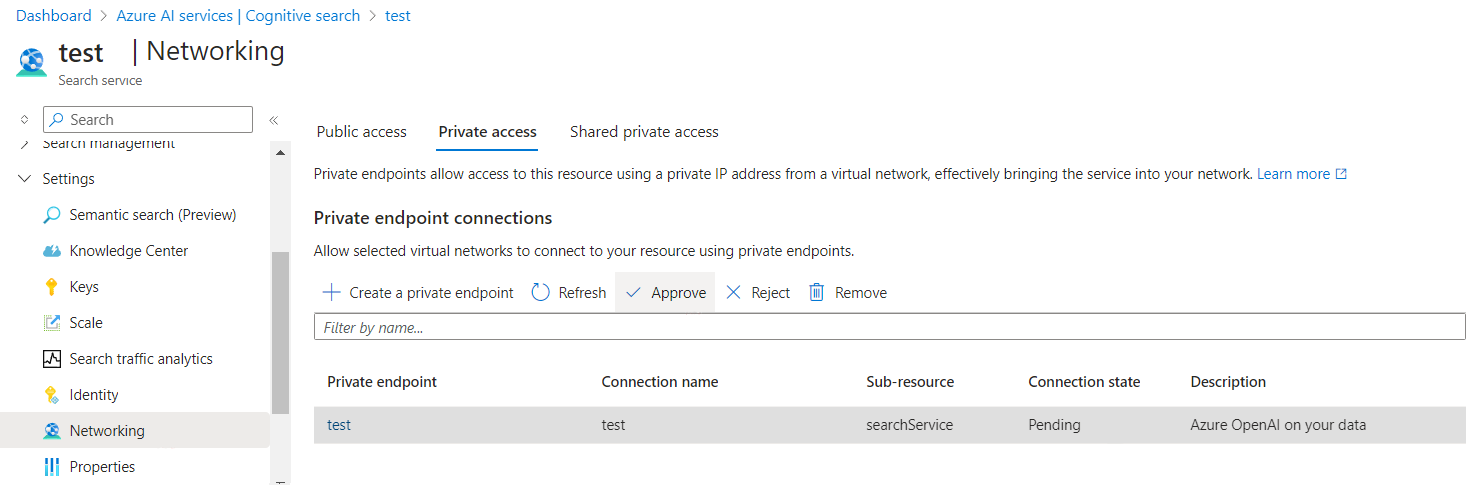 Dashboard > Azure AI services | Cognitive search > test
test | Networking
Search service
Search
«
Search management
Settings
Semantic search (Preview)
Knowledge Center
Keys
Scale
Search traffic analytics
Identity
Networking
Properties
Public access Private access Shared private access
Private endpoints allow access to this resource using a private IP address from a virtual network, effectively bringing the service into your network. Learn more
Private endpoint connections
Allow selected virtual networks to connect to your resource using private endpoints.
Create a private endpoint Refresh Approve Reject Remove
Filter by name...
Private endpoint Connection name Sub-resource Connection state Description
test test searchService Pending Azure OpenAI on your data